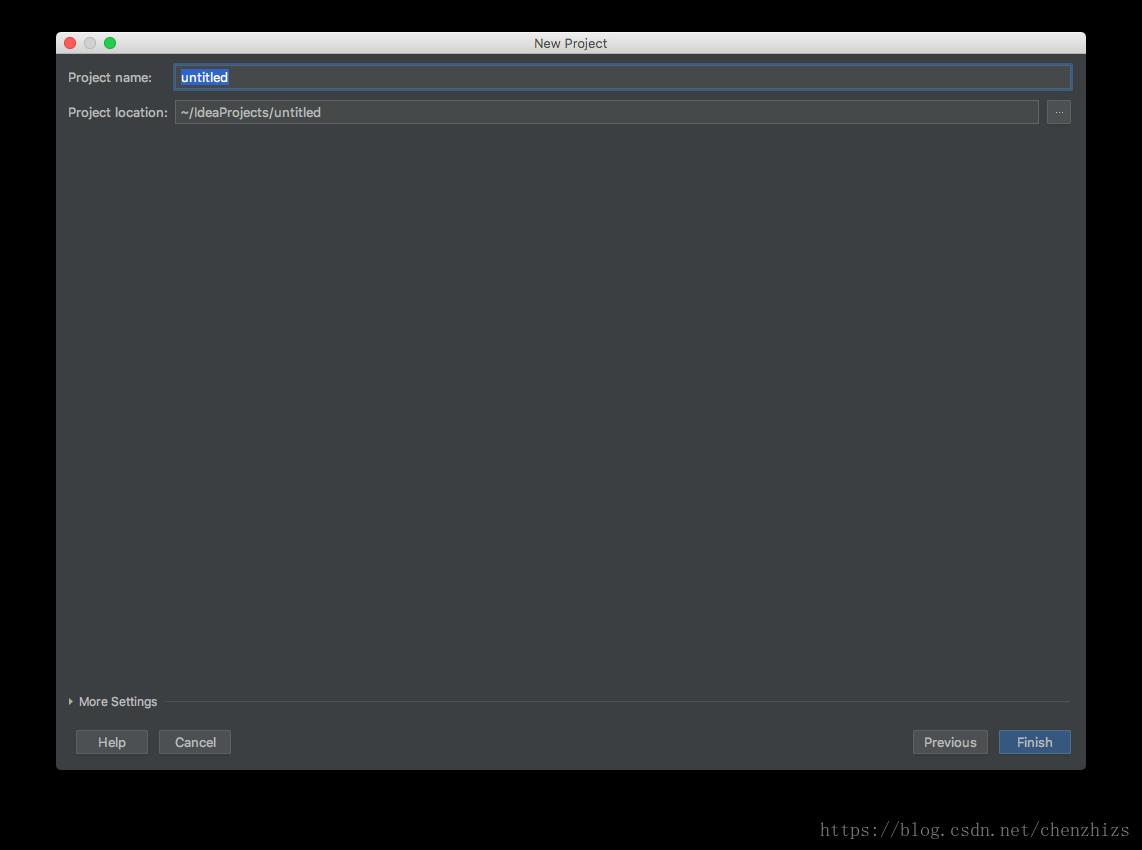 New Project
Project name: untitled
Project location: ~/IdeaProjects/untitled ...
More Settings
Help Cancel Previous Finish
https://blog.csdn.net/chenzhizs